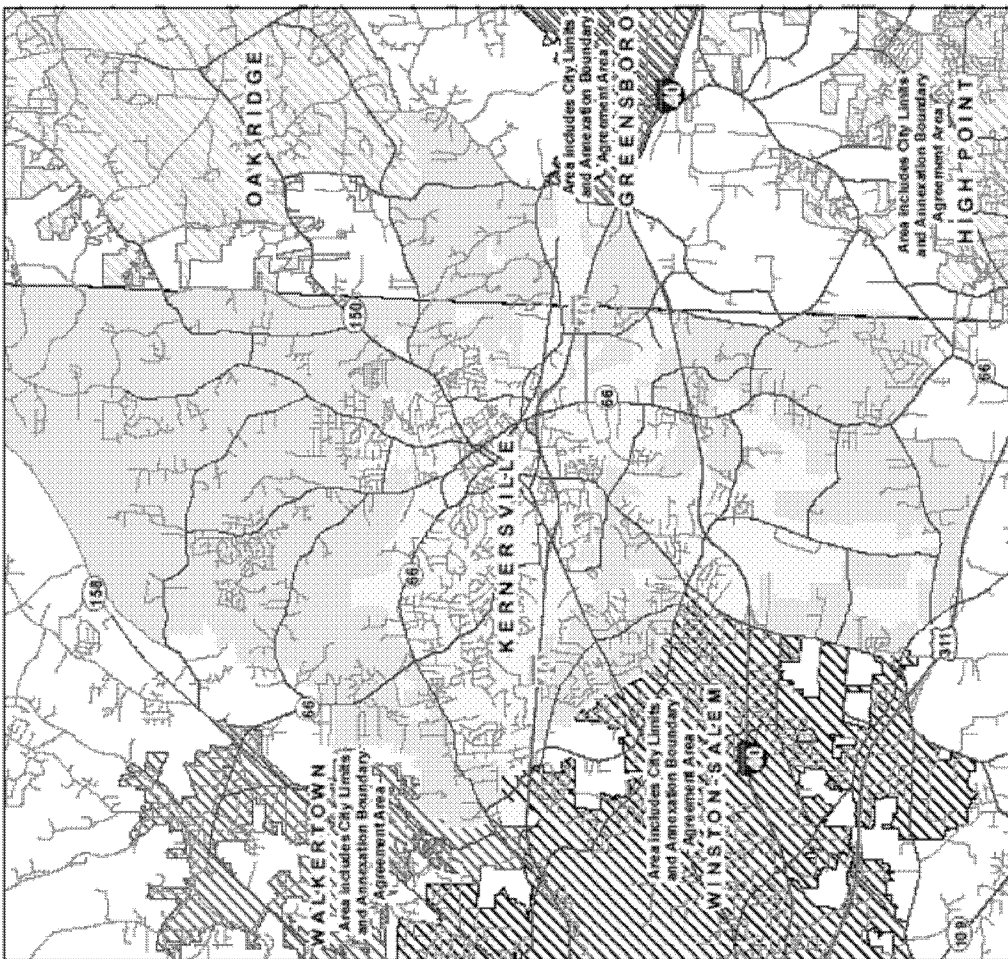 158
OAK RIDGE
66
WALKERTOWN
Area includes City Limits
and Annexation Boundary
Agreement Area
150
66
KERNERSVILLE
Area includes City Limits
and Annexation Boundary
Agreement Area
GREENSBORO
66
Area includes City Limits
and Annexation Boundary
Agreement Area
WINSTON-SALEM
Area includes City Limits
and Annexation Boundary
Agreement Area
HIGH POINT
311
109
66